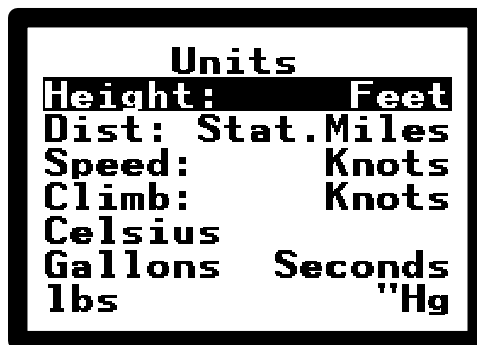 Units
Height: Feet
Dist: Stat.Miles
Speed: Knots
Climb: Knots
Celsius
Gallons Seconds
lbs "Hg